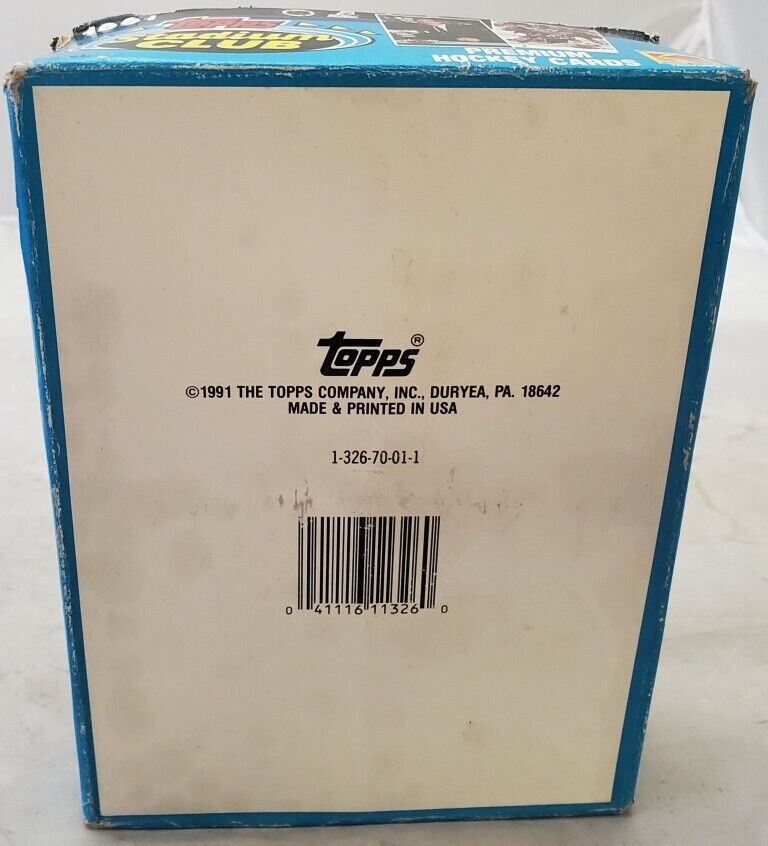 Topps
Stadium
CLUB
PREMIUM
HOCKEY CARDS
Topps®
©1991 THE TOPPS COMPANY, INC., DURYEA, PA. 18642
MADE & PRINTED IN USA
1-326-70-01-1
0 41116 11326 0